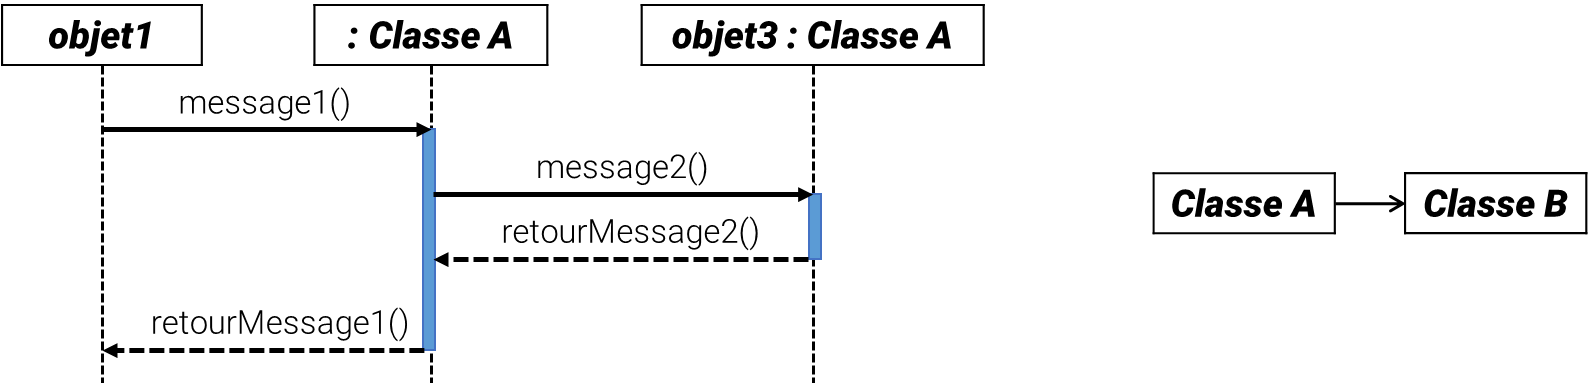 objet1
: Classe A
objet3 : Classe A
message1()
message2()
Classe A
Classe B
retourMessage2()
retourMessage1()